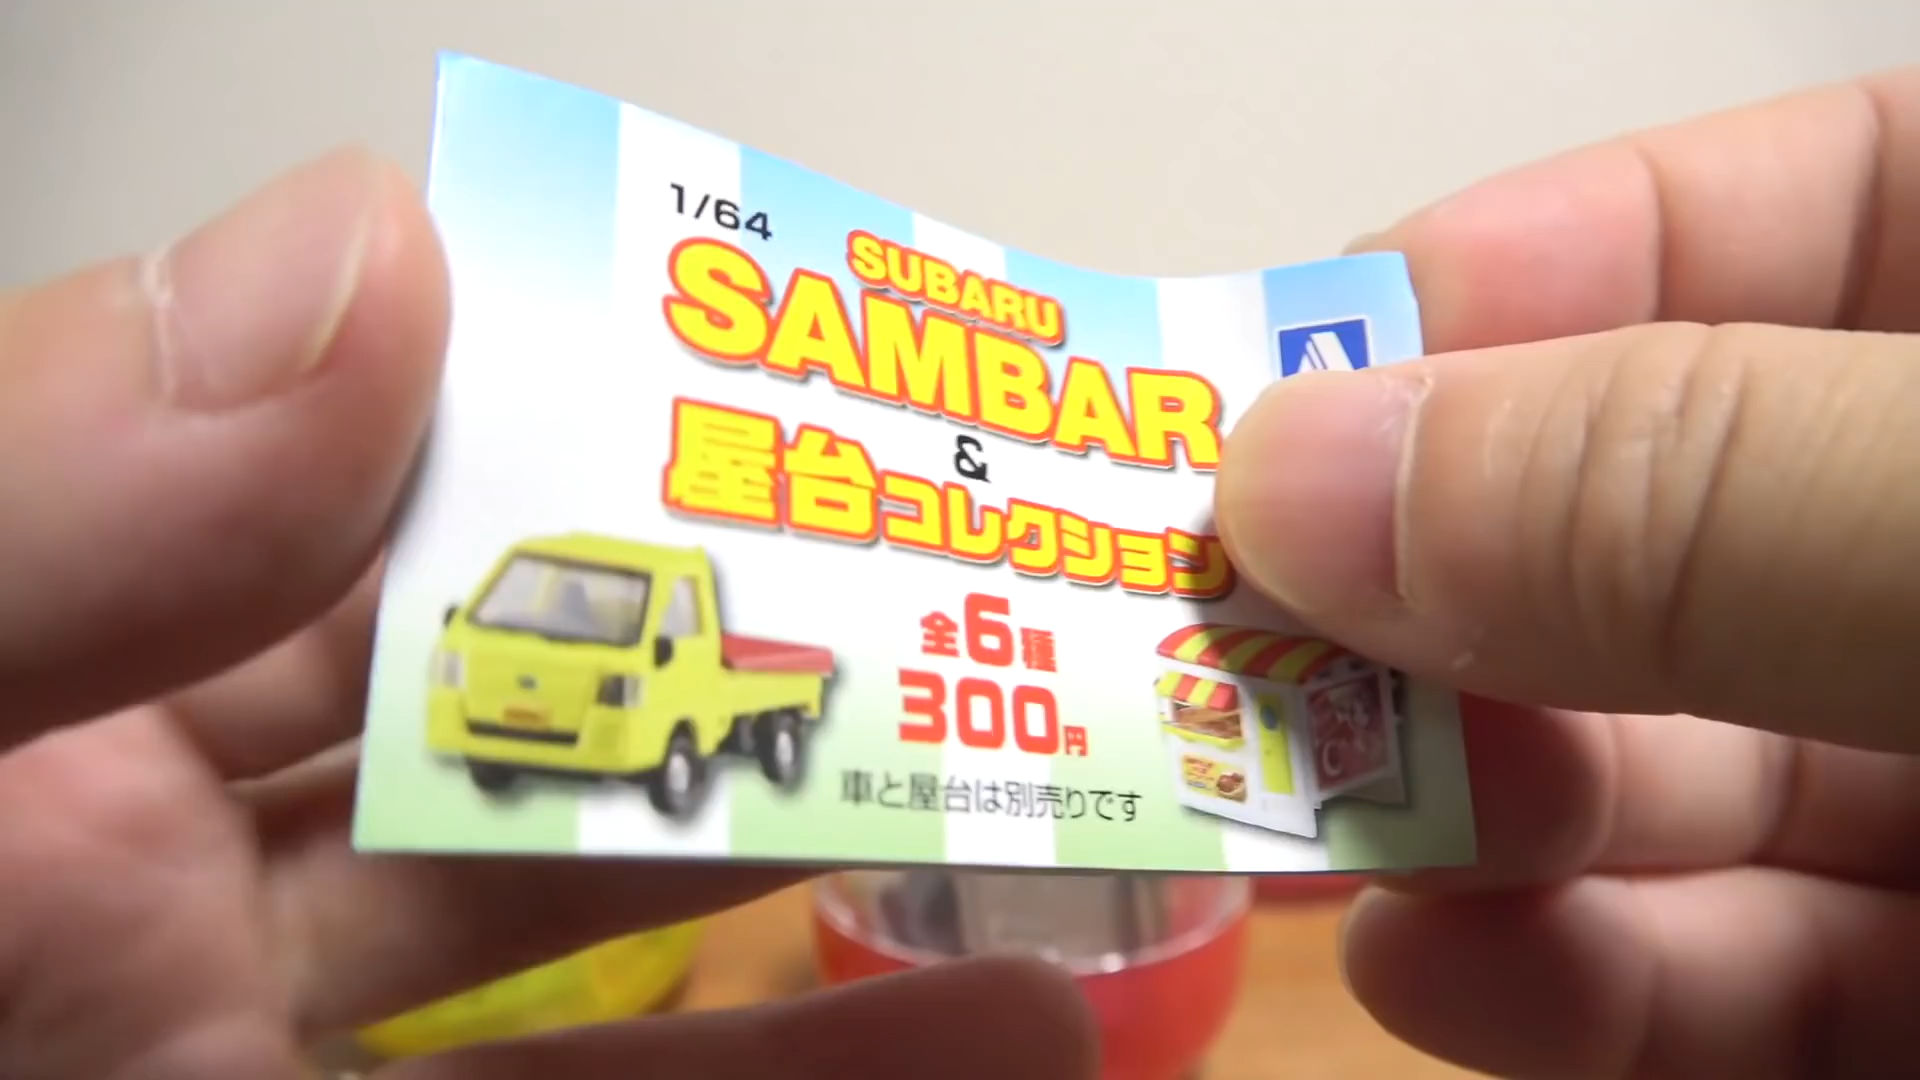 1/64
SUBARU
SAMBAR
&
屋台コレクション
全6種
300円
車と屋台は別売りです